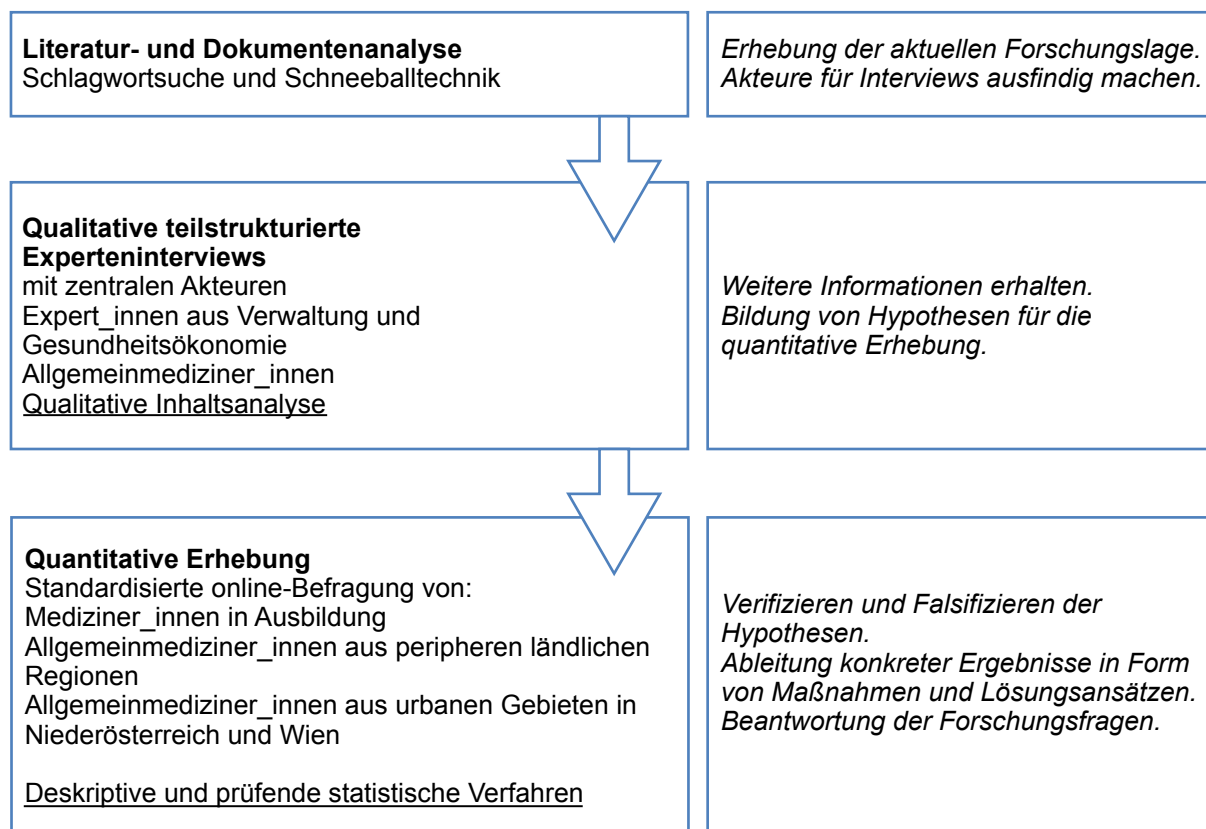 Literatur- und Dokumentenanalyse
Schlagwortsuche und Schneeballtechnik
Erhebung der aktuellen Forschungslage.
Akteure für Interviews ausfindig machen.
Qualitative teilstrukturierte
Experteninterviews
mit zentralen Akteuren
Expert_innen aus Verwaltung und
Gesundheitsökonomie
Allgemeinmediziner_innen
Qualitative Inhaltsanalyse
Weitere Informationen erhalten.
Bildung von Hypothesen für die
quantitative Erhebung.
Quantitative Erhebung
Standardisierte online-Befragung von:
Mediziner_innen in Ausbildung
Allgemeinmediziner_innen aus peripheren ländlichen
Regionen
Allgemeinmediziner_innen aus urbanen Gebieten in
Niederösterreich und Wien
Deskriptive und prüfende statistische Verfahren
Verifizieren und Falsifizieren der
Hypothesen.
Ableitung konkreter Ergebnisse in Form
von Maßnahmen und Lösungsansätzen.
Beantwortung der Forschungsfragen.